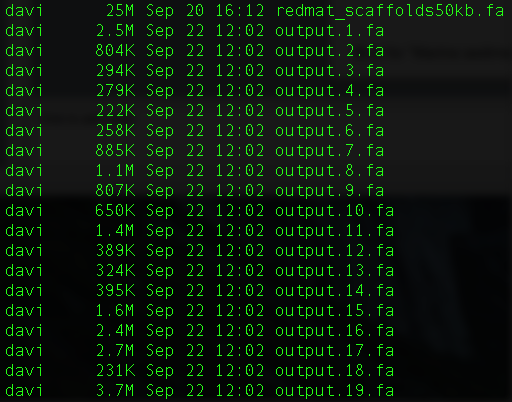 davi 25M Sep 20 16:12 redmat_scaffolds50kb.fa
davi 2.5M Sep 22 12:02 output.1.fa
davi 804K Sep 22 12:02 output.2.fa
davi 294K Sep 22 12:02 output.3.fa
davi 279K Sep 22 12:02 output.4.fa
davi 222K Sep 22 12:02 output.5.fa
davi 258K Sep 22 12:02 output.6.fa
davi 885K Sep 22 12:02 output.7.fa
davi 1.1M Sep 22 12:02 output.8.fa
davi 807K Sep 22 12:02 output.9.fa
davi 650K Sep 22 12:02 output.10.fa
davi 1.4M Sep 22 12:02 output.11.fa
davi 389K Sep 22 12:02 output.12.fa
davi 324K Sep 22 12:02 output.13.fa
davi 395K Sep 22 12:02 output.14.fa
davi 1.6M Sep 22 12:02 output.15.fa
davi 2.4M Sep 22 12:02 output.16.fa
davi 2.7M Sep 22 12:02 output.17.fa
davi 231K Sep 22 12:02 output.18.fa
davi 3.7M Sep 22 12:02 output.19.fa